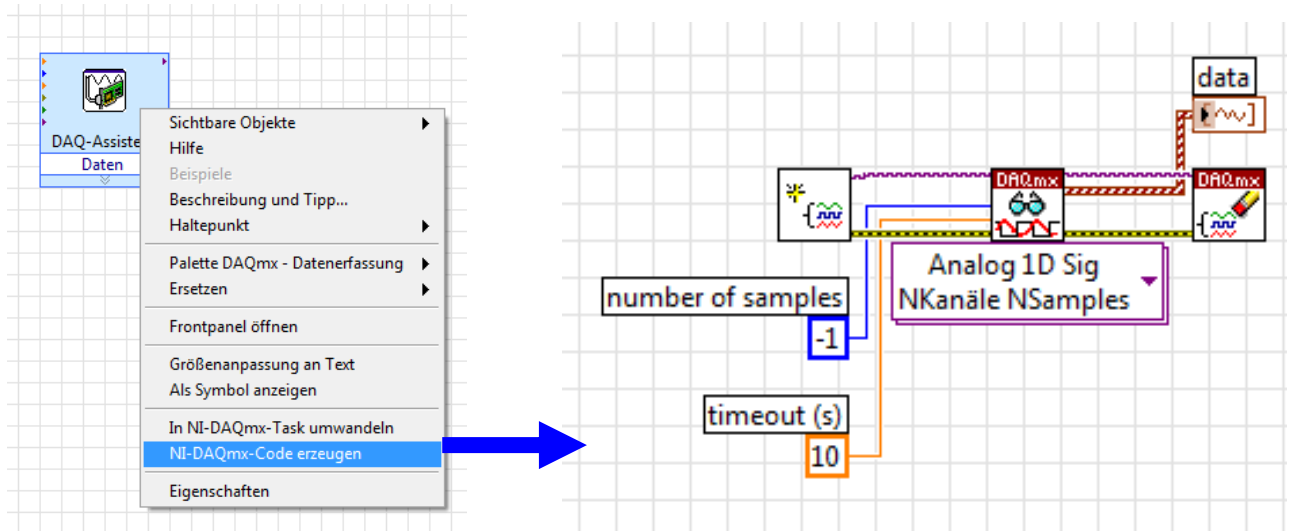 DAQ-Assiste
Daten
Sichtbare Objekte
Hilfe
Beispiele
Beschreibung und Tipp...
Haltepunkt
Palette DAQmx - Datenerfassung
Ersetzen
Frontpanel öffnen
Größenanpassung an Text
Als Symbol anzeigen
In NI-DAQmx-Task umwandeln
NI-DAQmx-Code erzeugen
Eigenschaften
data
DAQmx
DAQmx
Analog 1D Sig
NKanäle NSamples
number of samples
-1
timeout (s)
10